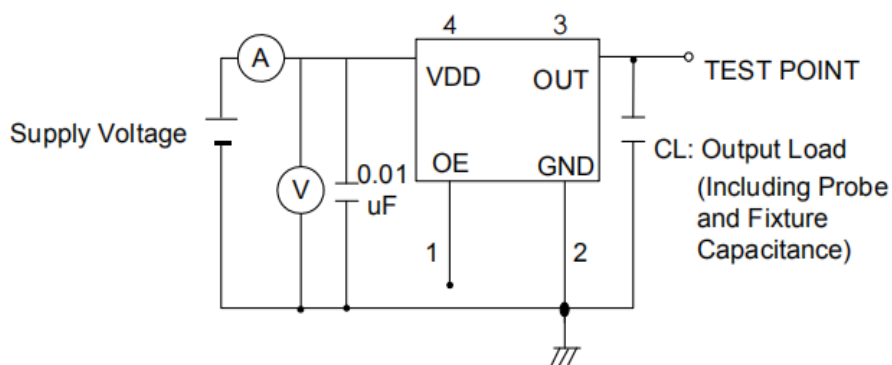 4
3
A
VDD
OUT
TEST POINT
Supply Voltage
V
0.01
uF
OE
GND
CL: Output Load
(Including Probe
and Fixture
Capacitance)
1
2